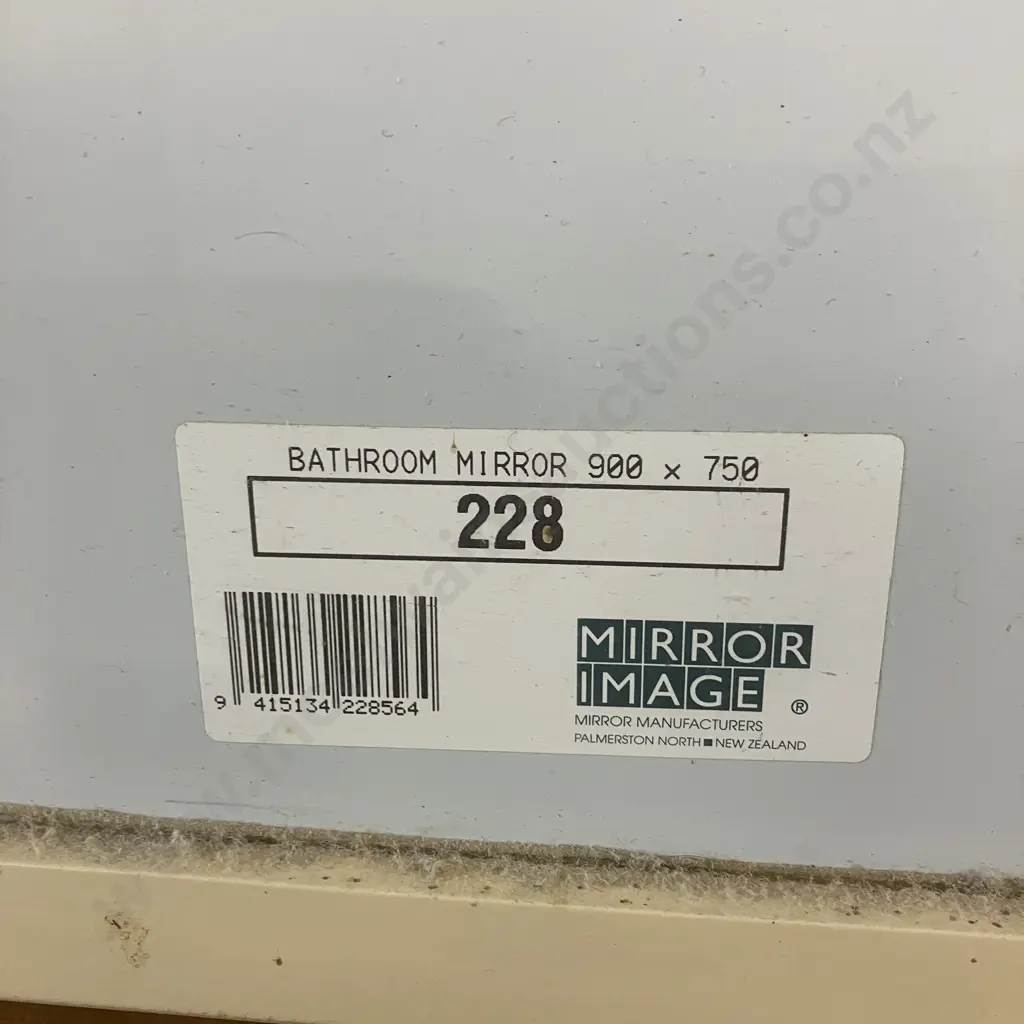 BATHROOM MIRROR 900 x 750
228
9 415134 228564
MIRROR
IMAGE ®
MIRROR MANUFACTURERS
PALMERSTON NORTH ■ NEW ZEALAND